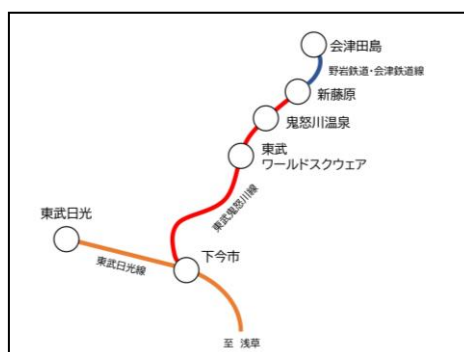 会津田島
野岩鉄道・会津鉄道線
新藤原
鬼怒川温泉
東武
ワールドスクウェア
東武鬼怒川線
東武日光
東武日光線
下今市
至 浅草